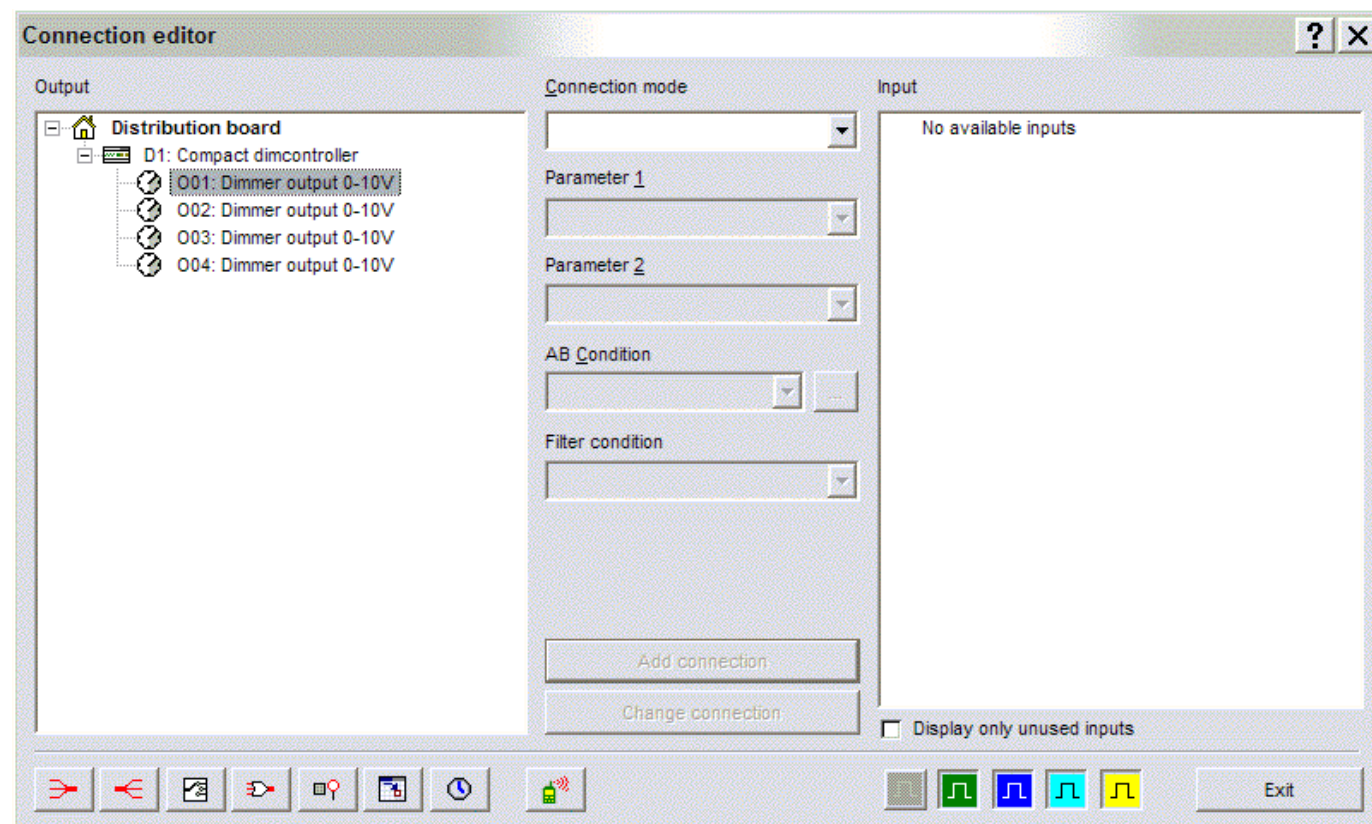 Connection editor
Output
Distribution board
D1: Compact dimcontroller
O01: Dimmer output 0-10V
O02: Dimmer output 0-10V
O03: Dimmer output 0-10V
O04: Dimmer output 0-10V
Connection mode
Parameter 1
Parameter 2
AB Condition
...
Filter condition
Add connection
Change connection
Input
No available inputs
Display only unused inputs
Exit